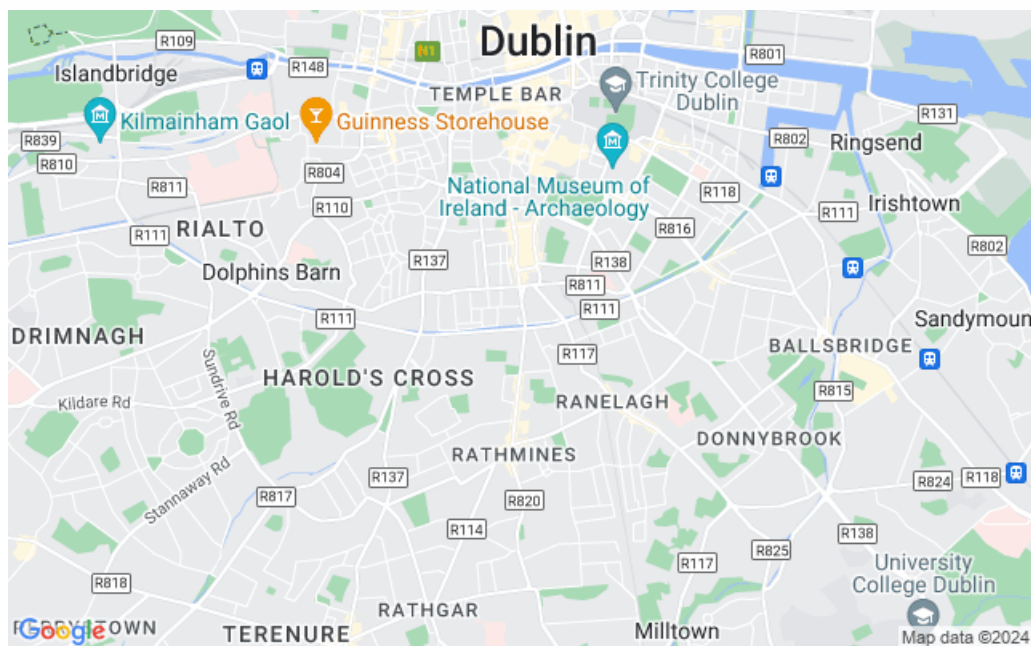 Dublin
R109
N1
R801
R148
Islandbridge
TEMPLE BAR
Trinity College
Dublin
R131
Kilmainham Gaol
Guinness Storehouse
R839
R802
Ringsend
R810
R811
R804
National Museum of
Ireland - Archaeology
R118
R110
R111
Irishtown
R111
RIALTO
R816
R802
R137
R138
Dolphins Barn
R811
R111
R111
Sandymoun
DRIMNAGH
R117
BALLSBRIDGE
Sundrive Rd
HAROLD'S CROSS
R815
Kildare Rd
RANELAGH
DONNYBROOK
RATHMINES
Stannaway Rd
R137
R118
R824
R817
R820
R114
R138
R825
R117
University
College Dublin
R818
RATHGAR
Google
TERENURE
Milltown
Map data ©2024